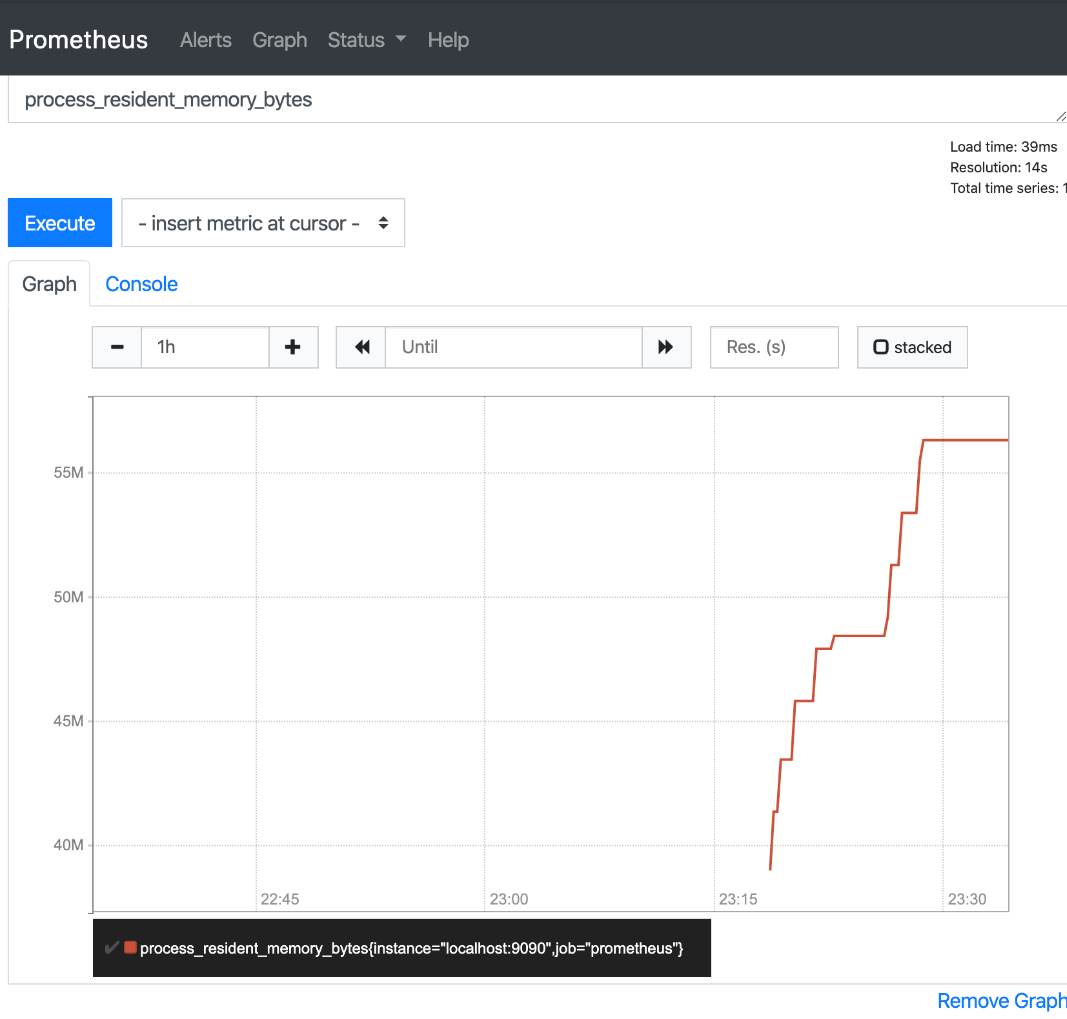 Prometheus Alerts Graph Status Help
process_resident_memory_bytes
Load time: 39ms
Resolution: 14s
Total time series: 1
Execute - insert metric at cursor -
Graph Console
1h Until Res. (s) stacked
55M
50M
45M
40M
22:45 23:00 23:15 23:30
process_resident_memory_bytes{instance="localhost:9090",job="prometheus"}
Remove Graph